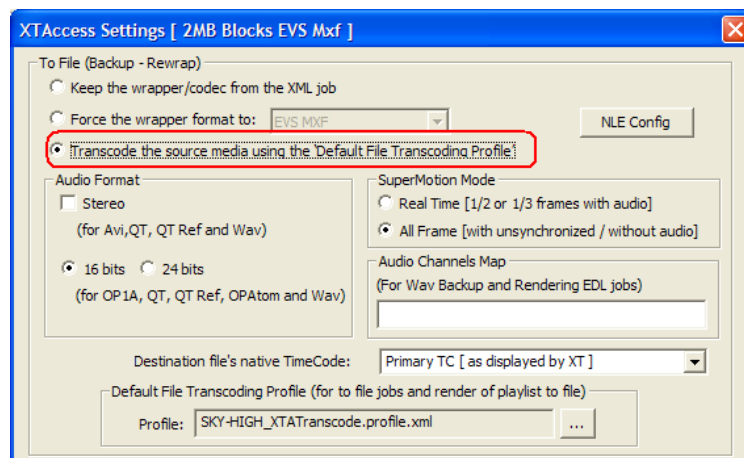 XTAccess Settings [ 2MB Blocks EVS Mxf ]
To File (Backup - Rewrap)
Keep the wrapper/codec from the XML job
Force the wrapper format to: EVS MXF NLE Config
Transcode the source media using the 'Default File Transcoding Profile'
Audio Format
Stereo
(for Avi,QT, QT Ref and Wav)
16 bits 24 bits
(for OP1A, QT, QT Ref, OPAtom and Wav)
SuperMotion Mode
Real Time [1/2 or 1/3 frames with audio]
All Frame [with unsynchronized / without audio]
Audio Channels Map
(For Wav Backup and Rendering EDL jobs)
Destination file's native TimeCode: Primary TC [ as displayed by XT ]
Default File Transcoding Profile (for to file jobs and render of playlist to file)
Profile: SKY-HIGH_XTATranscode.profile.xml ...